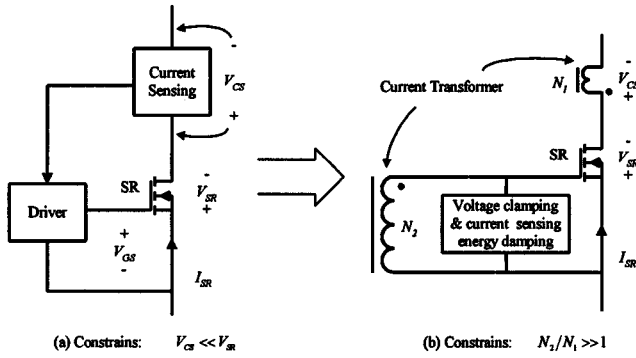 Current
Sensing
-
V_CS
+
SR
-
V_SR
+
Driver
+
V_GS
-
I_SR
(a) Constrains: V_CS << V_SR
Current Transformer
N_1
-
V_CS
+
SR
-
V_SR
+
N_2
Voltage clamping
& current sensing
energy damping
I_SR
(b) Constrains: N_2/N_1 >> 1